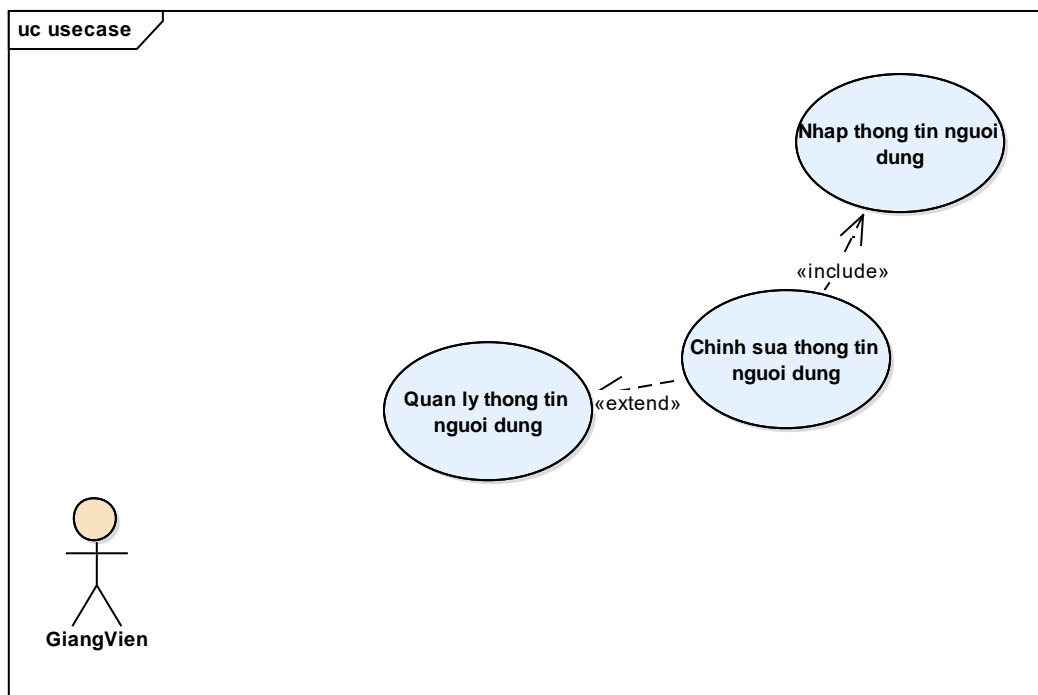 uc usecase
Nhap thong tin nguoi
dung
«include»
Chinh sua thong tin
nguoi dung
«extend»
Quan ly thong tin
nguoi dung
GiangVien